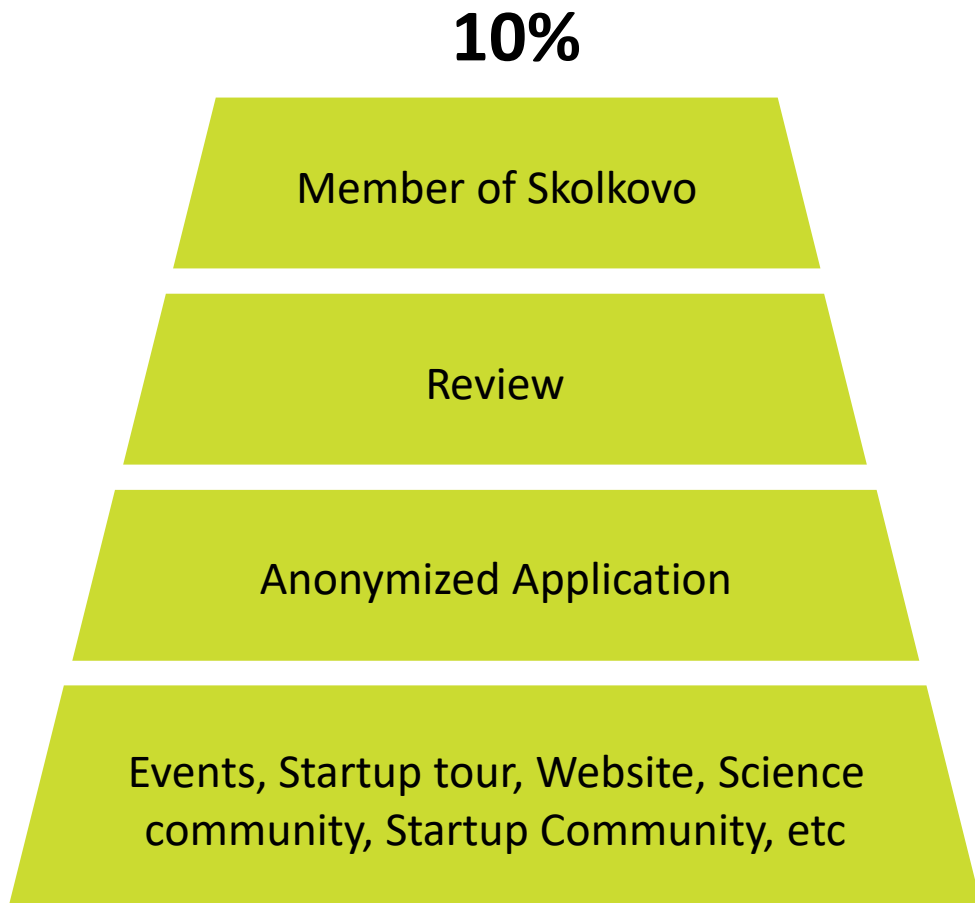 10%
Member of Skolkovo
Review
Anonymized Application
Events, Startup tour, Website, Science
community, Startup Community, etc